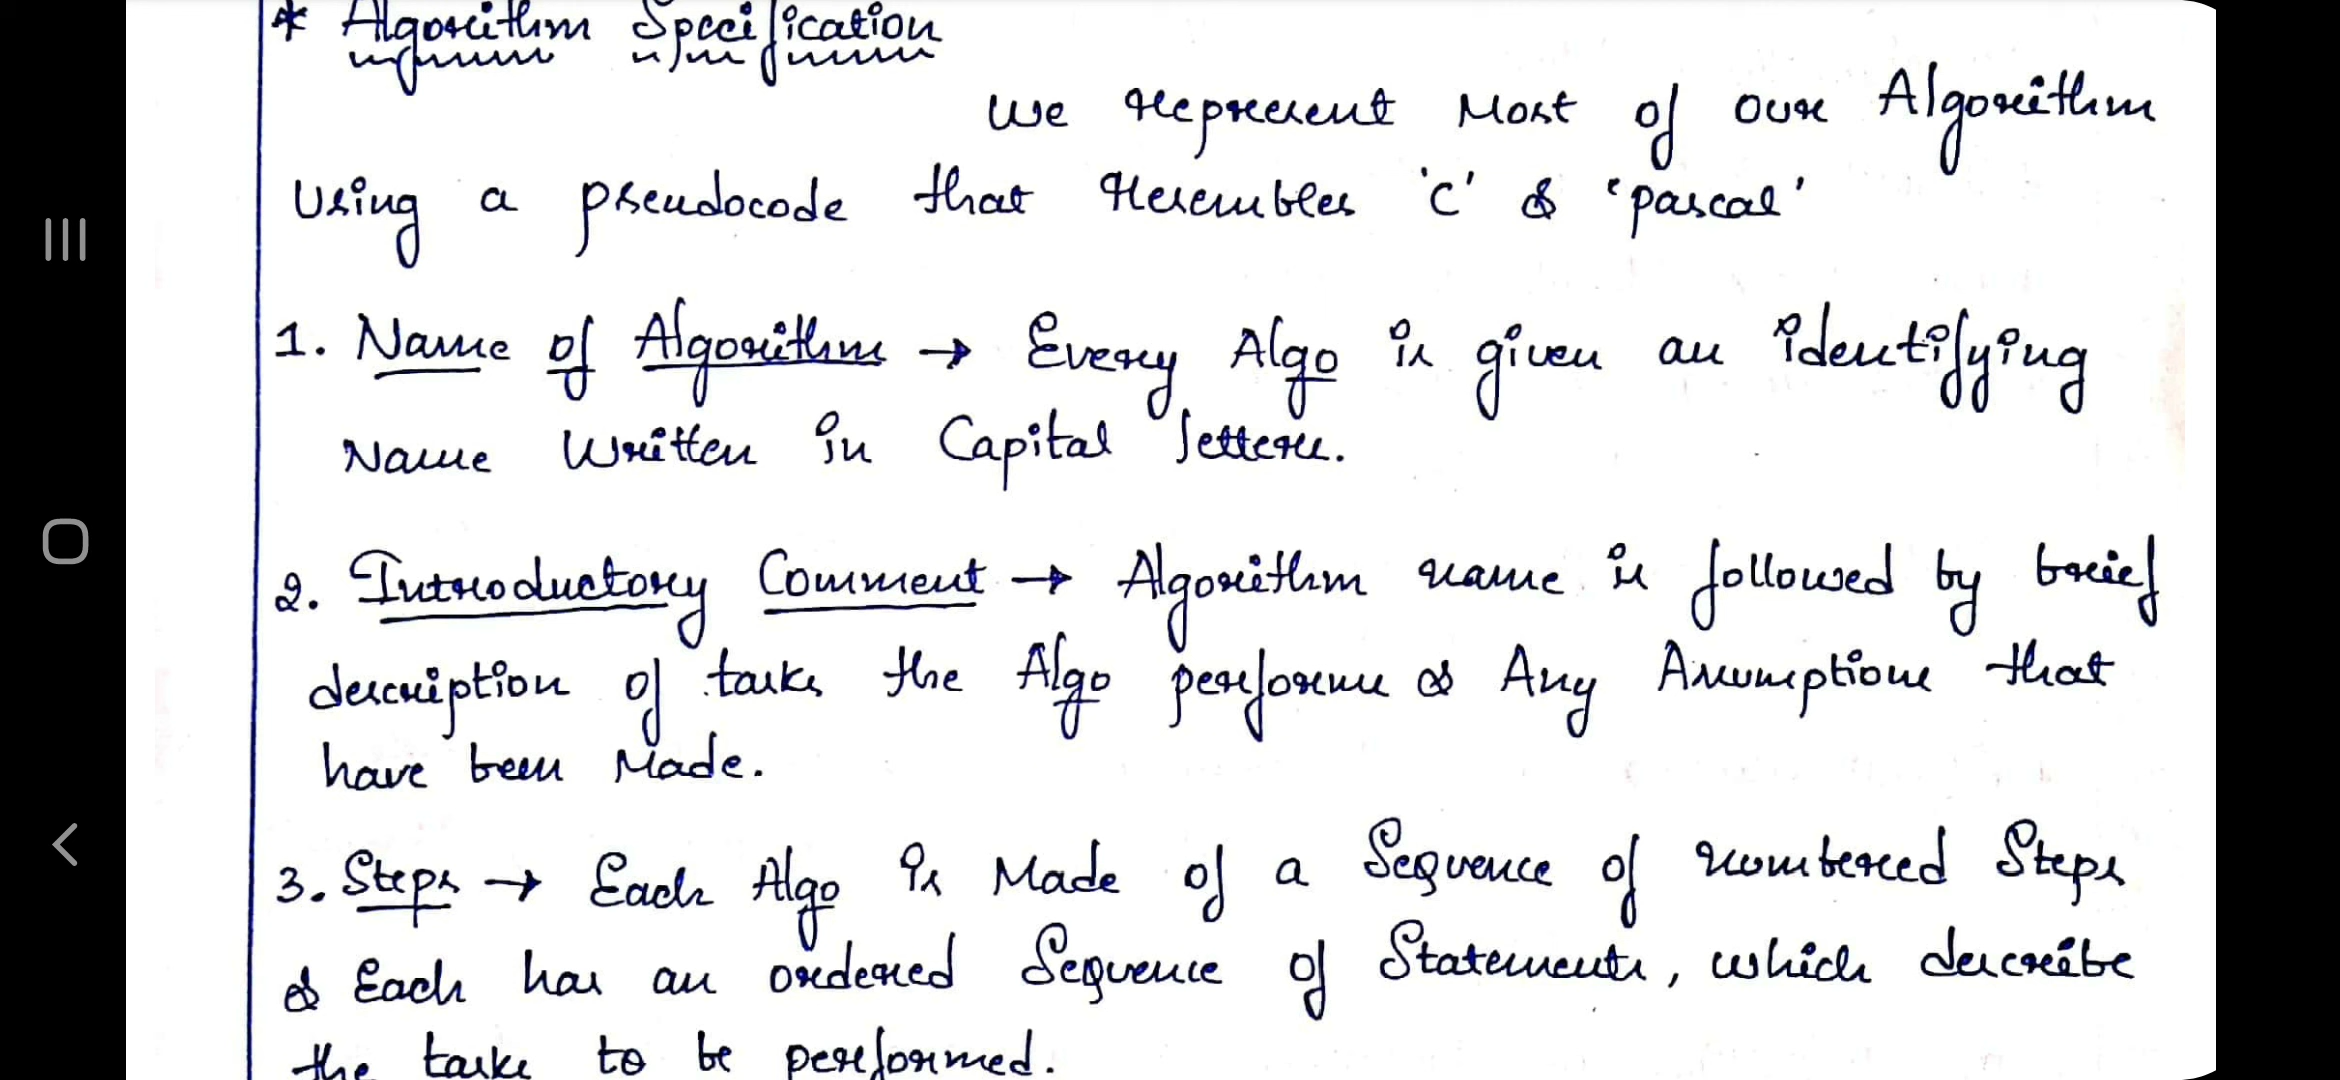 * Algorithm Specification
We represent Most of our Algorithm
Using a pseudocode that resembles 'C' & 'pascal'
1. Name of Algorithm → Every Algo is given an identifying
Name Written in Capital letters.
2. Introductory Comment → Algorithm name is followed by brief
description of tasks the Algo performs & Any Assumptions that
have been Made.
3. Steps → Each Algo is Made of a Sequence of numbered Steps
& Each has an ordered Sequence of Statements, which describe
the tasks to be performed.